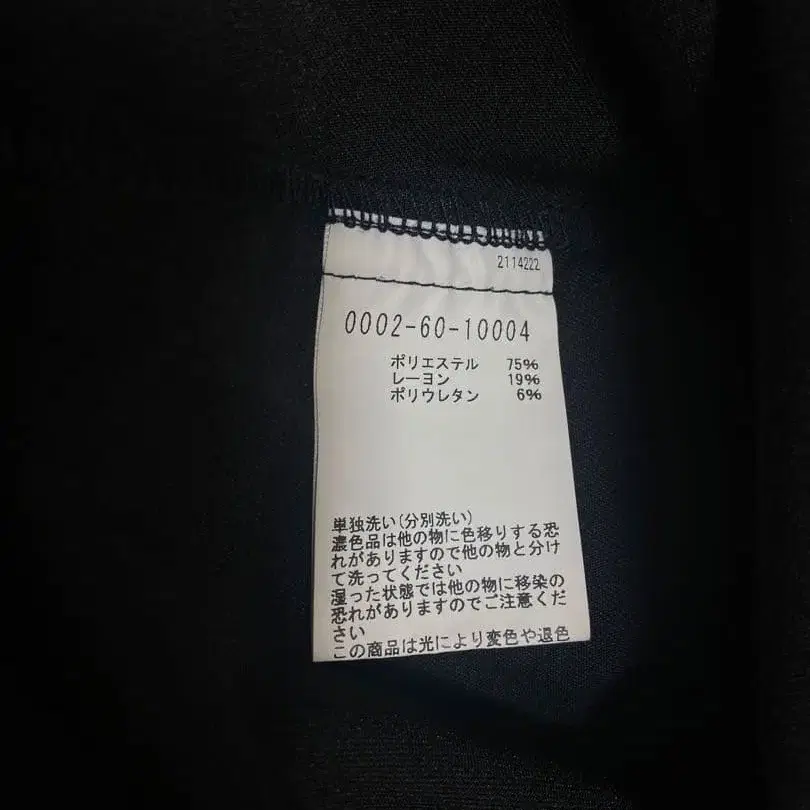 2114222
0002-60-10004
ポリエステル 75%
レーヨン 19%
ポリウレタン 6%
単独洗い(分別洗い)
濃色品は他の物に色移りする恐
れがありますので他の物と分け
て洗ってください
湿った状態では他の物に移染の
恐れがありますのでご注意くだ
さい
この商品は光により変色や退色